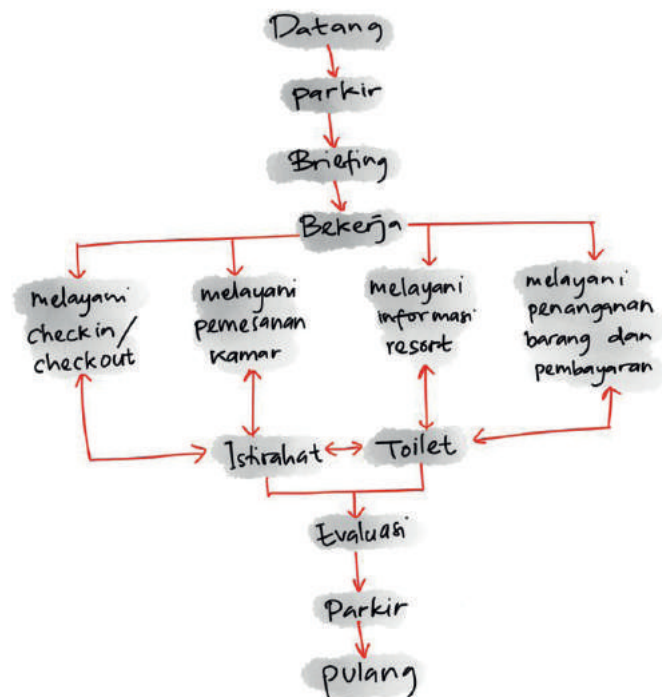 Datang
parkir
Briefing
Bekerja
melayani
checkin/
checkout
melayani
pemesanan
kamar
melayani
informasi
resort
melayani
penanganan
barang dan
pembayaran
Istirahat
Toilet
Evaluasi
Parkir
pulang